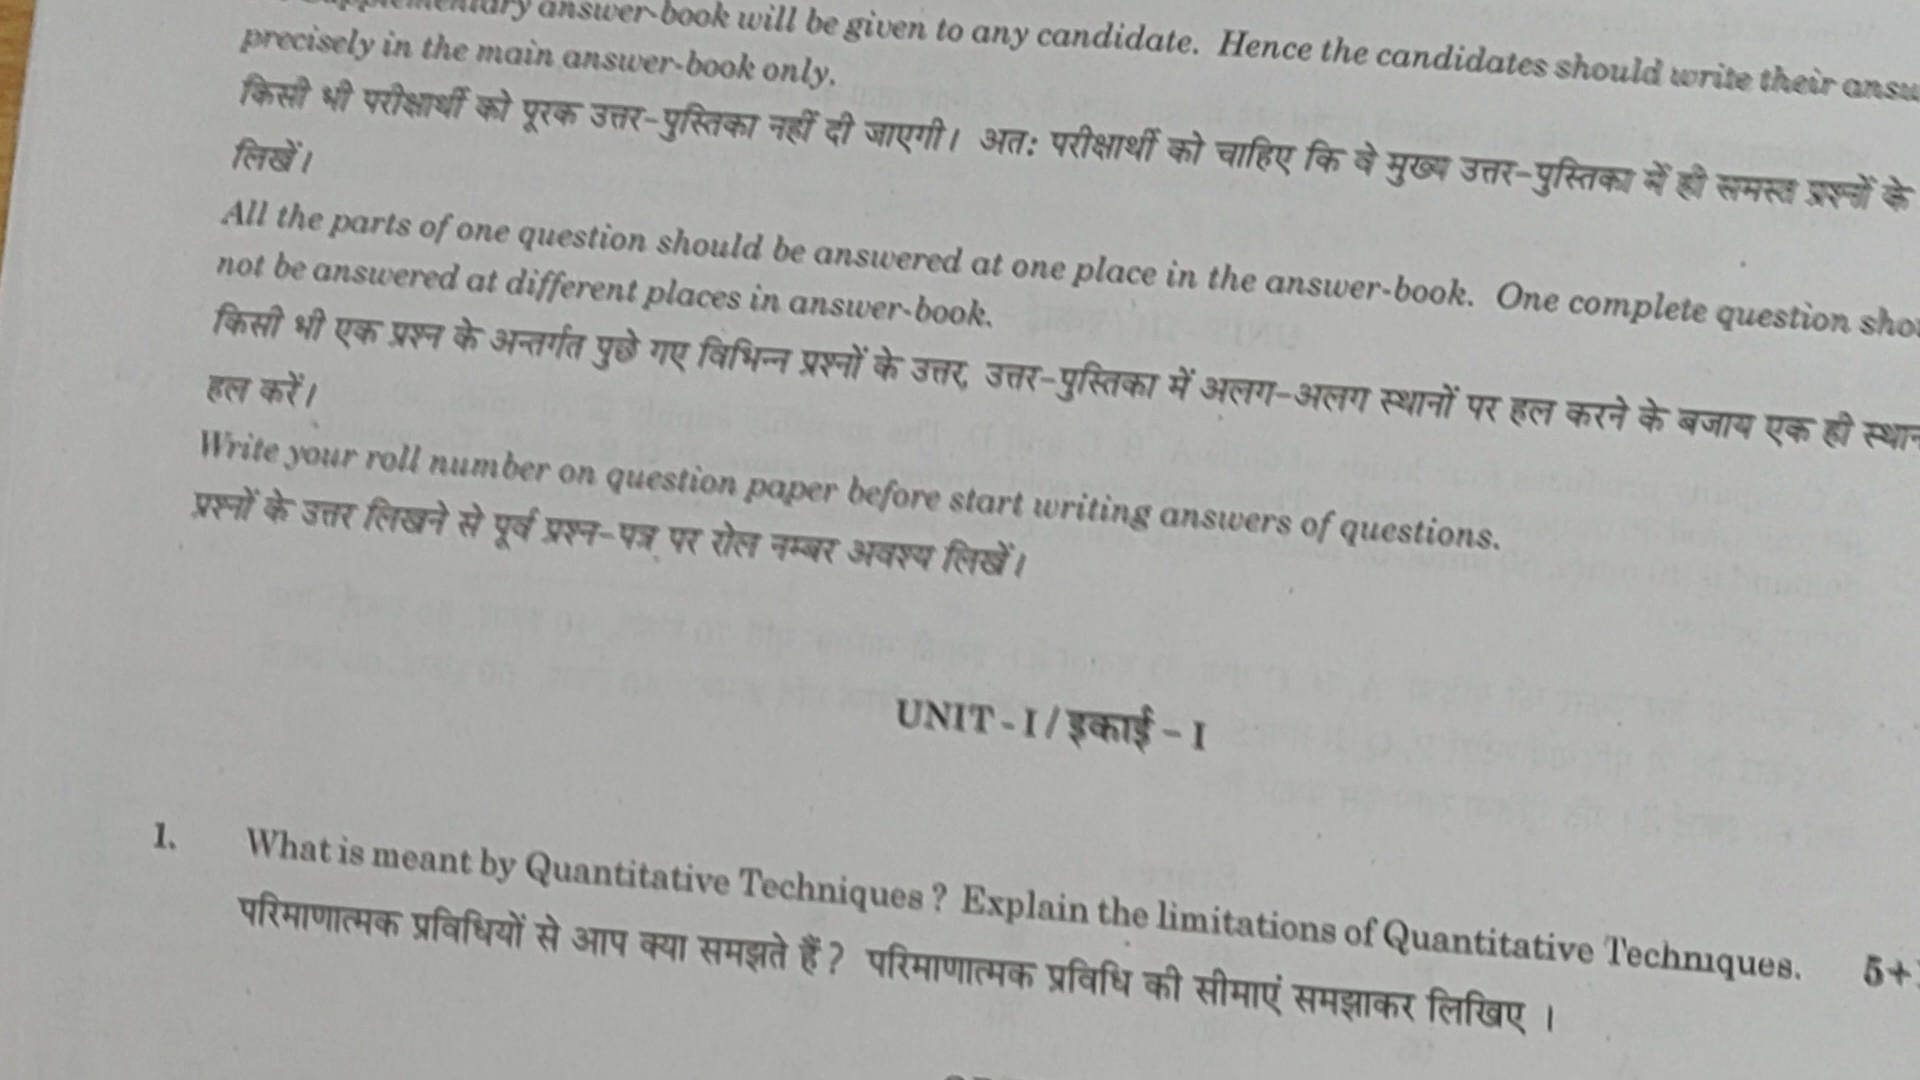 answer-book will be given to any candidate. Hence the candidates should write their
precisely in the main answer-book only.
किसी भी परीक्षार्थी को पूरक उत्तर-पुस्तिका नहीं दी जाएगी। अतः परीक्षार्थी को चाहिए कि वे मुख्य उत्तर-पुस्तिका में ही समस्त प्रश्नों के
लिखें।
All the parts of one question should be answered at one place in the answer-book. One complete question
not be answered at different places in answer-book.
किसी भी एक प्रश्न के अन्तर्गत पुछे गए विभिन्न प्रश्नों के उत्तर, उत्तर-पुस्तिका में अलग-अलग स्थानों पर हल करने के बजाय एक ही स्थान
हल करें।
Write your roll number on question paper before start writing answers of questions.
प्रश्नों के उत्तर लिखने से पूर्व प्रश्न-पत्र पर रोल नम्बर अवश्य लिखें।
UNIT - I / इकाई - I
1. What is meant by Quantitative Techniques ? Explain the limitations of Quantitative Techniques. 5+
परिमाणात्मक प्रविधियों से आप क्या समझते हैं ? परिमाणात्मक प्रविधि की सीमाएं समझाकर लिखिए ।